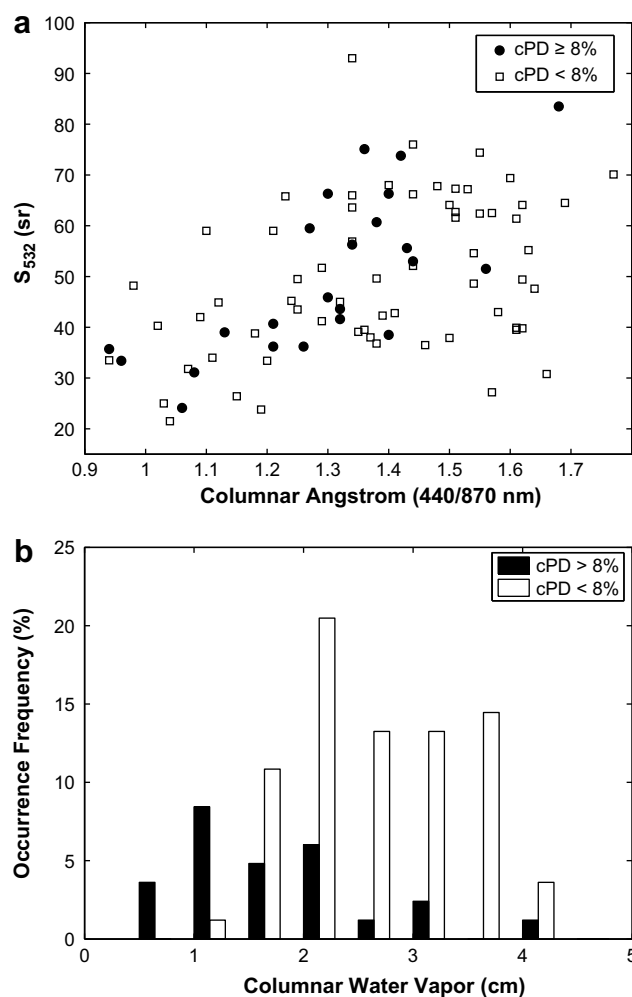 a
100
90
80
70
60
50
40
30
20
S532 (sr)
cPD ≥ 8%
cPD < 8%
0.9 1 1.1 1.2 1.3 1.4 1.5 1.6 1.7
Columnar Angstrom (440/870 nm)
b
25
20
15
10
5
0
Occurrence Frequency (%)
cPD > 8%
cPD < 8%
0 1 2 3 4 5
Columnar Water Vapor (cm)